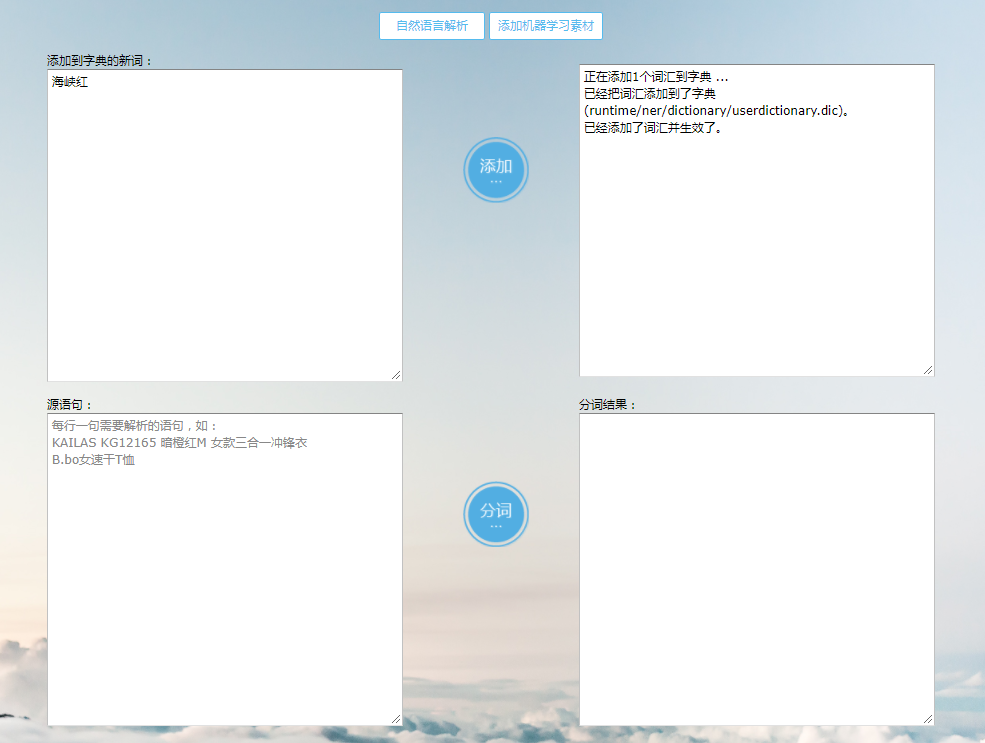 自然语言解析 添加机器学习素材
添加到字典的新词：
海峡红
正在添加1个词汇到字典 ...
已经把词汇添加到了字典
(runtime/ner/dictionary/userdictionary.dic)。
已经添加了词汇并生效了。
添加
...
源语句：
分词结果：
每行一句需要解析的语句，如：
KAILAS KG12165 暗橙红M 女款三合一冲锋衣
B.bo女速干T恤
分词
...